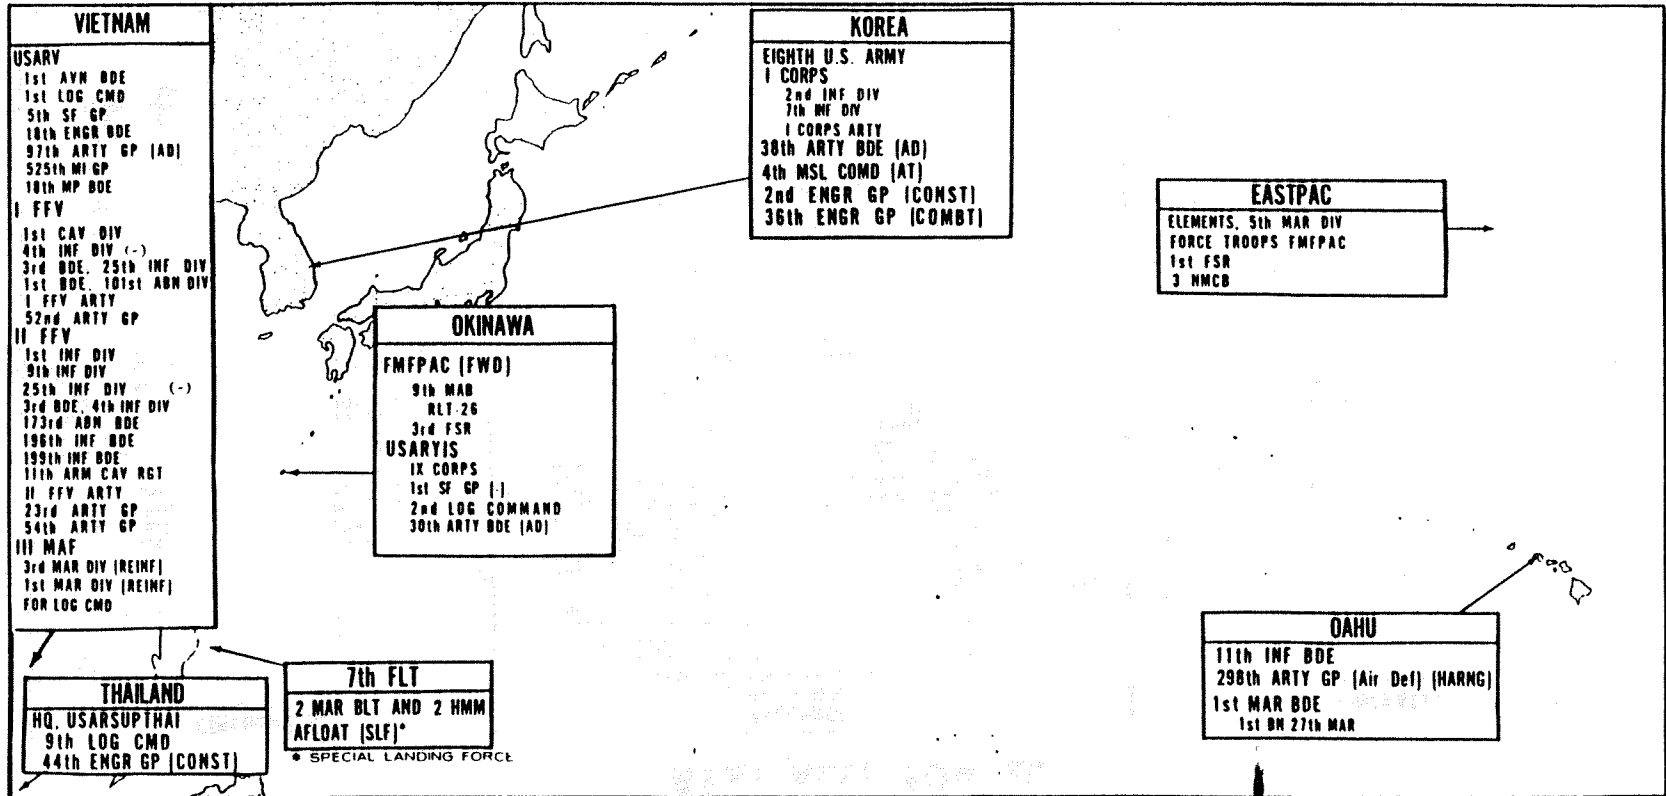 VIETNAM
USARV
1st AVN BDE
1st LOG CMD
5th SF GP
18th ENGR BDE
97th ARTY GP (AD)
525th MI GP
18th MP BDE
I FFV
1st CAV DIV
4th INF DIV (-)
3rd BDE, 25th INF DIV
1st BDE, 101st ABN DIV
I FFV ARTY
52nd ARTY GP
II FFV
1st INF DIV
9th INF DIV
25th INF DIV (-)
3rd BDE, 4th INF DIV
173rd ABN BDE
196th INF BDE
199th INF BDE
11th ARM CAV RGT
II FFV ARTY
23rd ARTY GP
54th ARTY GP
III MAF
3rd MAR DIV (REINF)
1st MAR DIV (REINF)
FOR LOG CMD
KOREA
EIGHTH U.S. ARMY
I CORPS
2nd INF DIV
7th INF DIV
I CORPS ARTY
38th ARTY BDE (AD)
4th MSL COMD (AT)
2nd ENGR GP (CONST)
36th ENGR GP (COMBT)
EASTPAC
ELEMENTS, 5th MAR DIV
FORCE TROOPS FMFPAC
1st FSR
3 NMCB
OKINAWA
FMFPAC (FWD)
9th MAB
RLT-26
3rd FSR
USARYIS
IX CORPS
1st SF GP (-)
2nd LOG COMMAND
30th ARTY BDE (AD)
THAILAND
HQ, USARSUPTHAI
9th LOG CMD
44th ENGR GP (CONST)
7th FLT
2 MAR BLT AND 2 HMM
AFLOAT (SLF)*
* SPECIAL LANDING FORCE
OAHU
11th INF BDE
298th ARTY GP (Air Def) (HARNG)
1st MAR BDE
1st BN 27th MAR